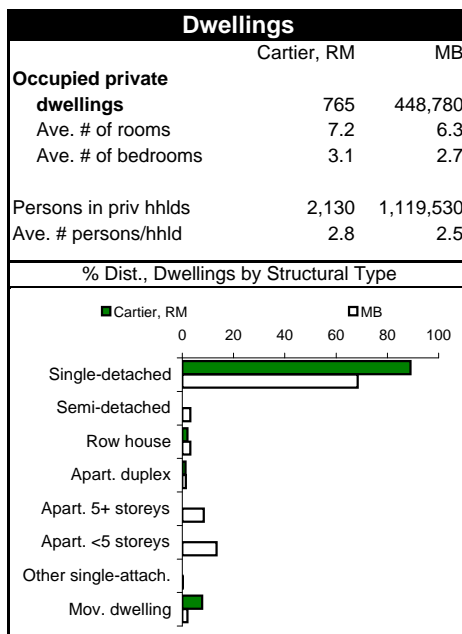 Dwellings
Cartier, RM MB
Occupied private
dwellings 765 448,780
Ave. # of rooms 7.2 6.3
Ave. # of bedrooms 3.1 2.7
Persons in priv hhlds 2,130 1,119,530
Ave. # persons/hhld 2.8 2.5
% Dist., Dwellings by Structural Type
Cartier, RM MB
0 20 40 60 80 100
Single-detached
Semi-detached
Row house
Apart. duplex
Apart. 5+ storeys
Apart. <5 storeys
Other single-attach.
Mov. dwelling